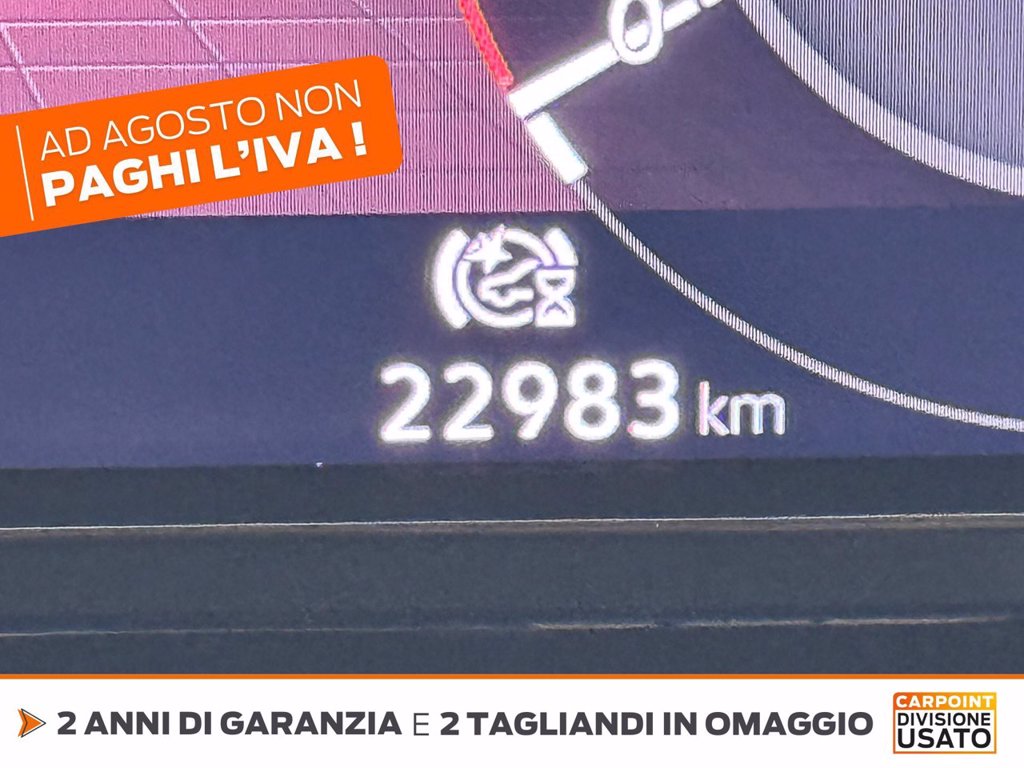 AD AGOSTO NON
PAGHI L'IVA !
22983 km
2 ANNI DI GARANZIA E 2 TAGLIANDI IN OMAGGIO
CARPOINT
DIVISIONE
USATO